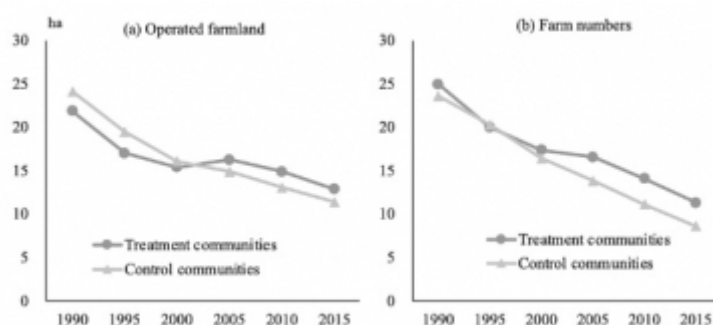 ha
(a) Operated farmland
30
25
20
15
10
5
0
Treatment communities
Control communities
1990 1995 2000 2005 2010 2015
(b) Farm numbers
30
25
20
15
10
5
0
Treatment communities
Control communities
1990 1995 2000 2005 2010 2015